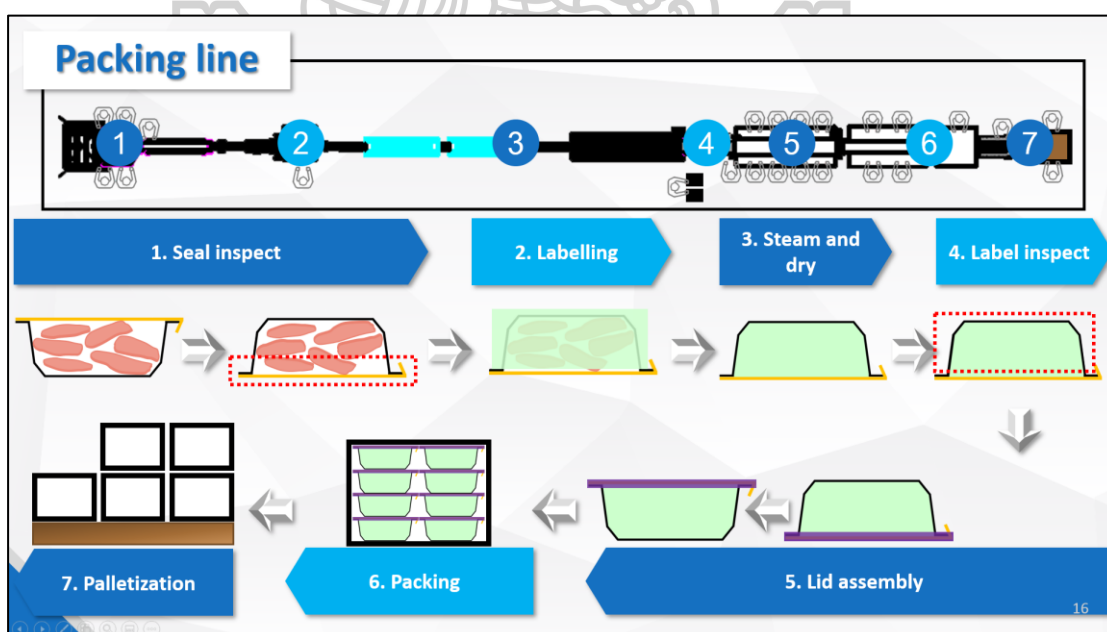 Packing line
1
2
3
4
5
6
7
1. Seal inspect
2. Labelling
3. Steam and
dry
4. Label inspect
7. Palletization
6. Packing
5. Lid assembly
16